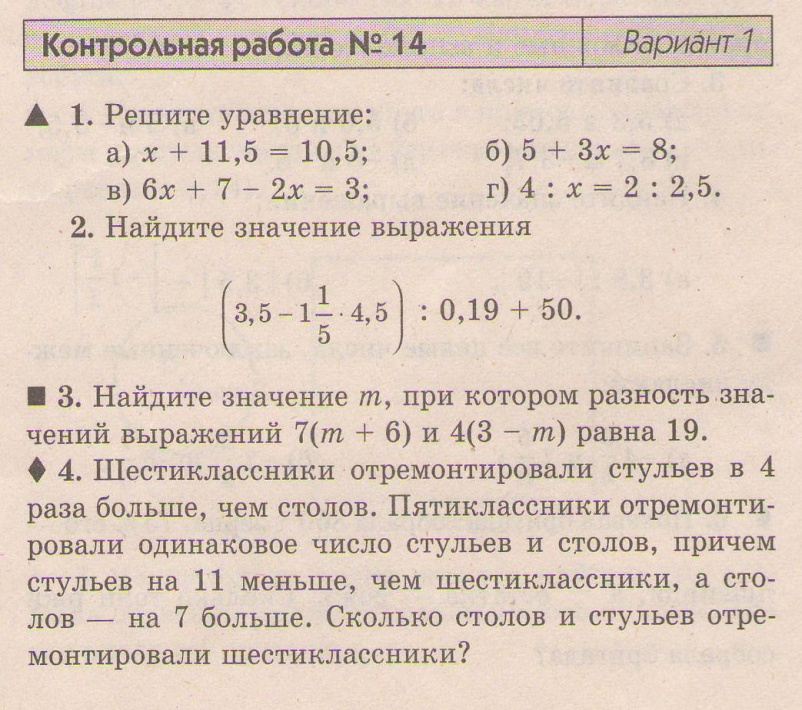 Контрольная работа № 14 Вариант 1
▲ 1. Решите уравнение:
а) x + 11,5 = 10,5; б) 5 + 3x = 8;
в) 6x + 7 − 2x = 3; г) 4 : x = 2 : 2,5.
2. Найдите значение выражения
(3,5 − 1 1/5 · 4,5) : 0,19 + 50.
■ 3. Найдите значение m, при котором разность зна-
чений выражений 7(m + 6) и 4(3 − m) равна 19.
♦ 4. Шестиклассники отремонтировали стульев в 4
раза больше, чем столов. Пятиклассники отремонти-
ровали одинаковое число стульев и столов, причем
стульев на 11 меньше, чем шестиклассники, а сто-
лов — на 7 больше. Сколько столов и стульев отре-
монтировали шестиклассники?